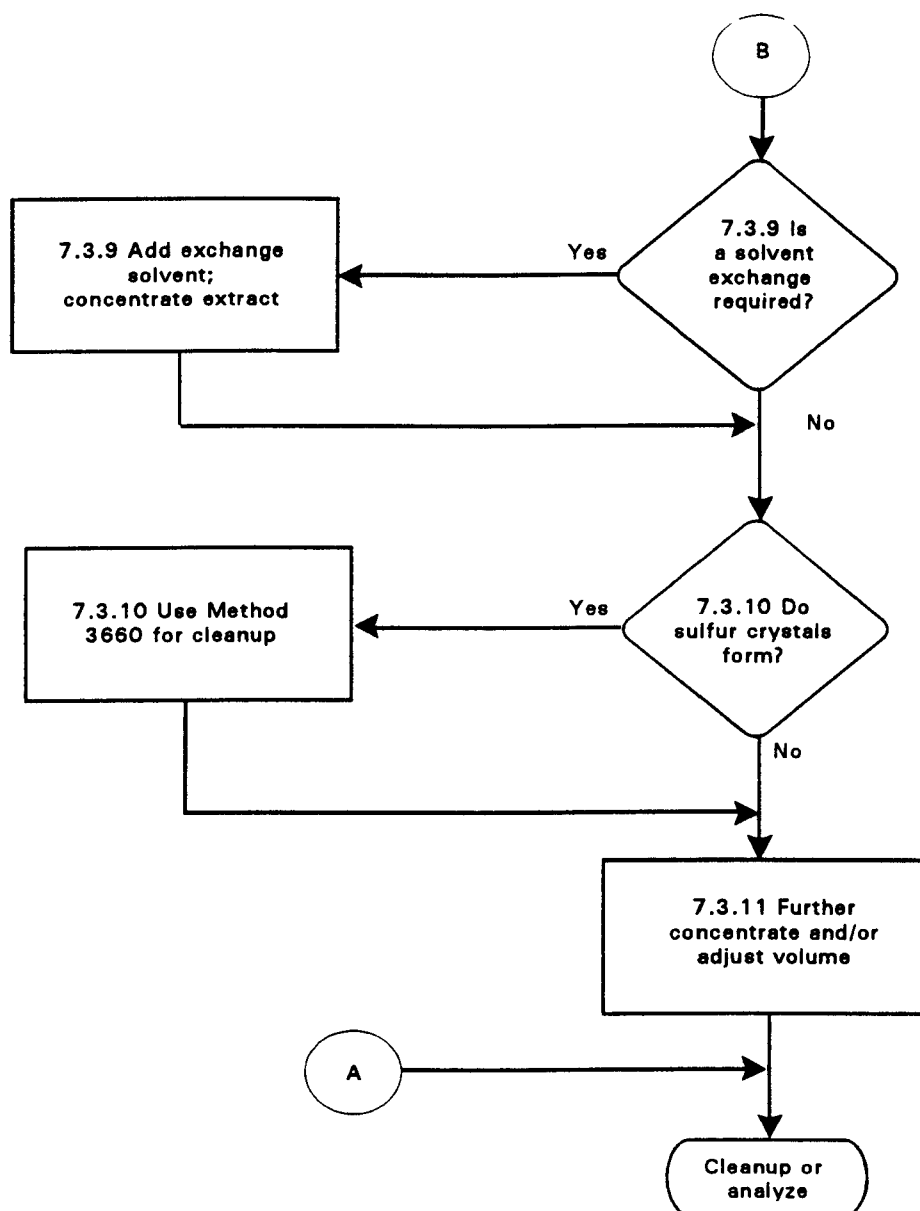 B
7.3.9 Is
a solvent
exchange
required?
Yes
7.3.9 Add exchange
solvent;
concentrate extract
No
7.3.10 Do
sulfur crystals
form?
Yes
7.3.10 Use Method
3660 for cleanup
No
7.3.11 Further
concentrate and/or
adjust volume
A
Cleanup or
analyze